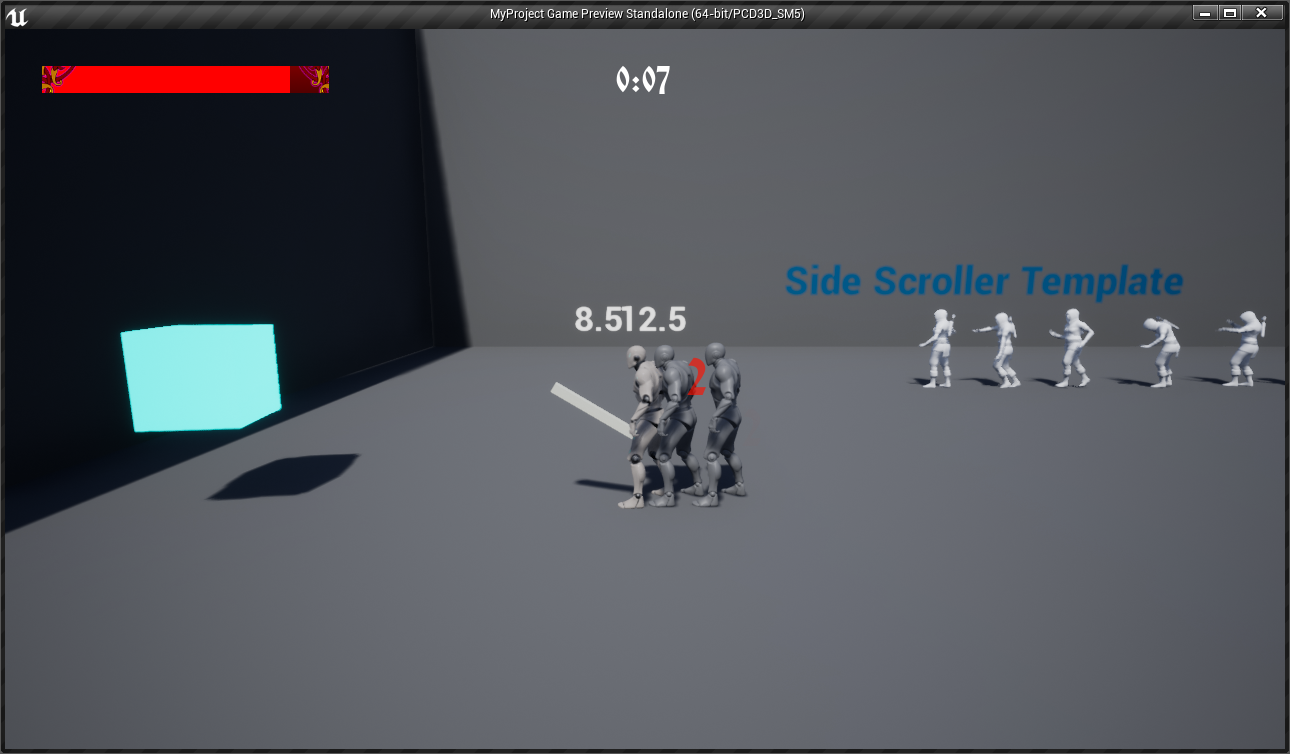 MyProject Game Preview Standalone (64-bit/PCD3D_SM5)
0:07
Side Scroller Template
8.512.5
2